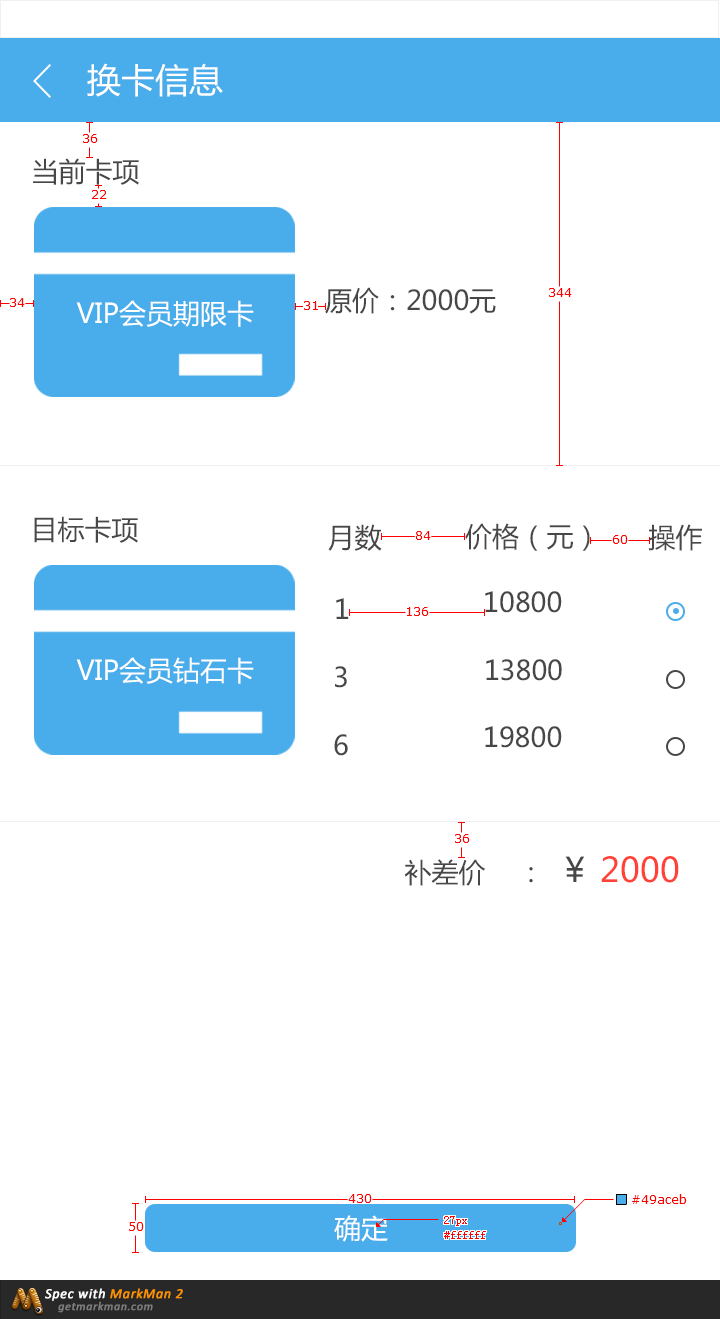 换卡信息
36
当前卡项
22
34
VIP会员期限卡
31
原价：2000元
344
目标卡项
月数 84 价格（元） 60 操作
1 136 10800
VIP会员钻石卡
3 13800
6 19800
36
补差价 ： ¥ 2000
430
#49aceb
50
确定
27px
#ffffff
Spec with MarkMan 2
getmarkman.com